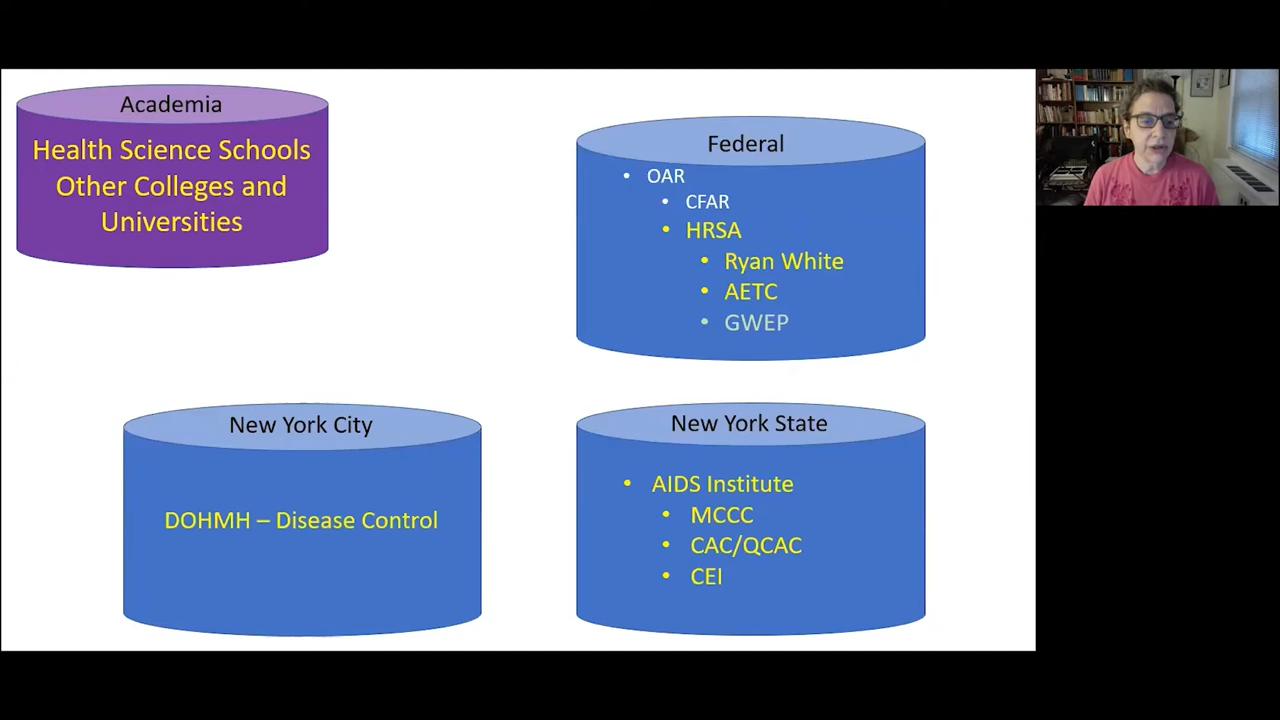 Academia
Health Science Schools
Other Colleges and
Universities
Federal
• OAR
• CFAR
• HRSA
• Ryan White
• AETC
• GWEP
New York City
DOHMH – Disease Control
New York State
• AIDS Institute
• MCCC
• CAC/QCAC
• CEI